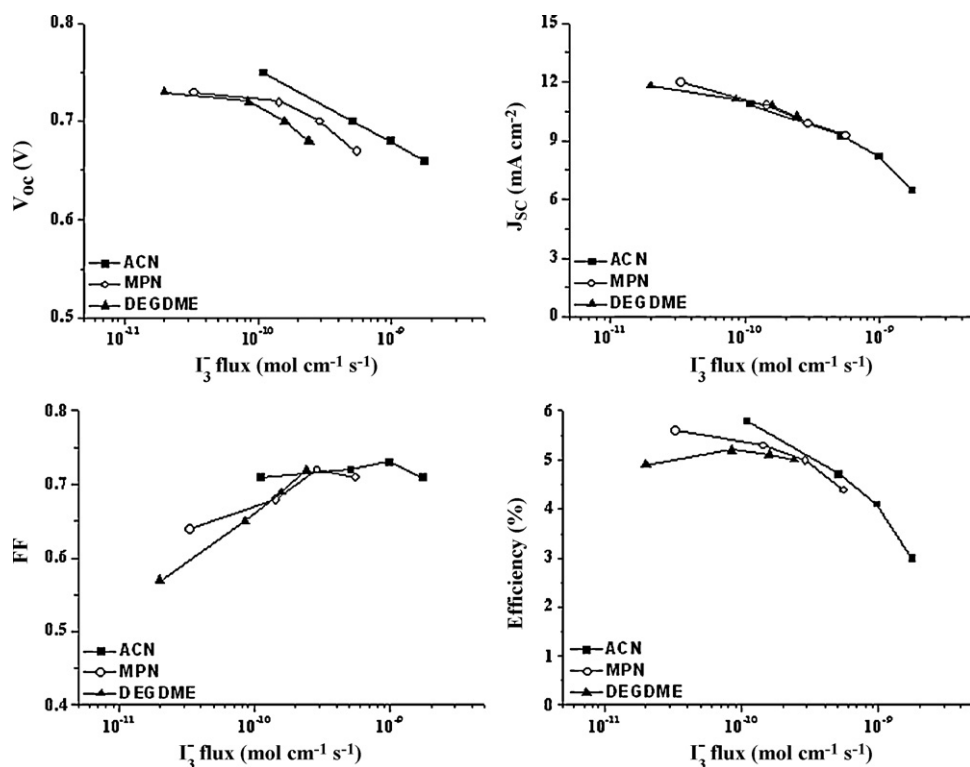 0.8
0.7
0.6
0.5
V_OC (V)
ACN
MPN
DEGDME
10⁻¹¹ 10⁻¹⁰ 10⁻⁹
I₃⁻ flux (mol cm⁻¹ s⁻¹)
15
12
9
6
3
0
J_SC (mA cm⁻²)
ACN
MPN
DEGDME
10⁻¹¹ 10⁻¹⁰ 10⁻⁹
I₃⁻ flux (mol cm⁻¹ s⁻¹)
0.8
0.7
0.6
0.5
0.4
FF
ACN
MPN
DEGDME
10⁻¹¹ 10⁻¹⁰ 10⁻⁹
I₃⁻ flux (mol cm⁻¹ s⁻¹)
6
5
4
3
2
1
0
Efficiency (%)
ACN
MPN
DEGDME
10⁻¹¹ 10⁻¹⁰ 10⁻⁹
I₃⁻ flux (mol cm⁻¹ s⁻¹)